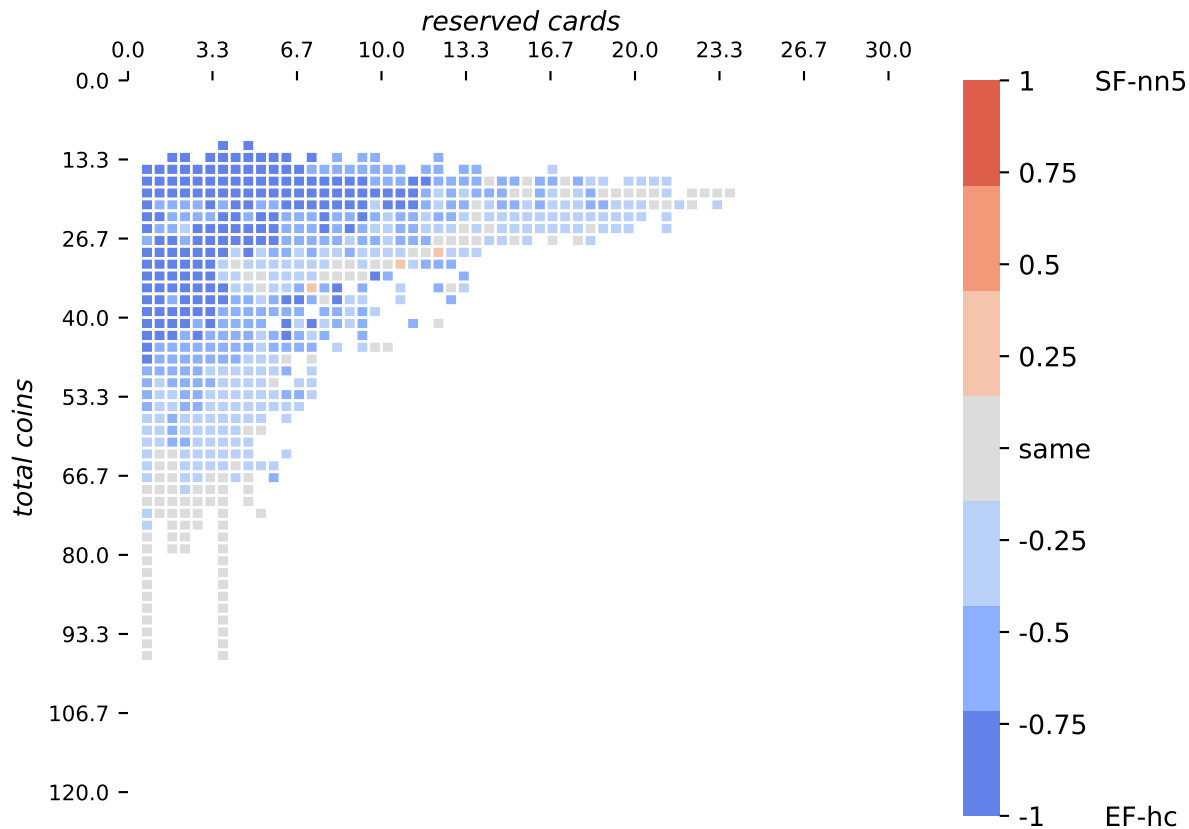 reserved cards
0.0 3.3 6.7 10.0 13.3 16.7 20.0 23.3 26.7 30.0
0.0
13.3
26.7
40.0
53.3
66.7
80.0
93.3
106.7
120.0
total coins
1 SF-nn5
0.75
0.5
0.25
same
-0.25
-0.5
-0.75
-1 EF-hc